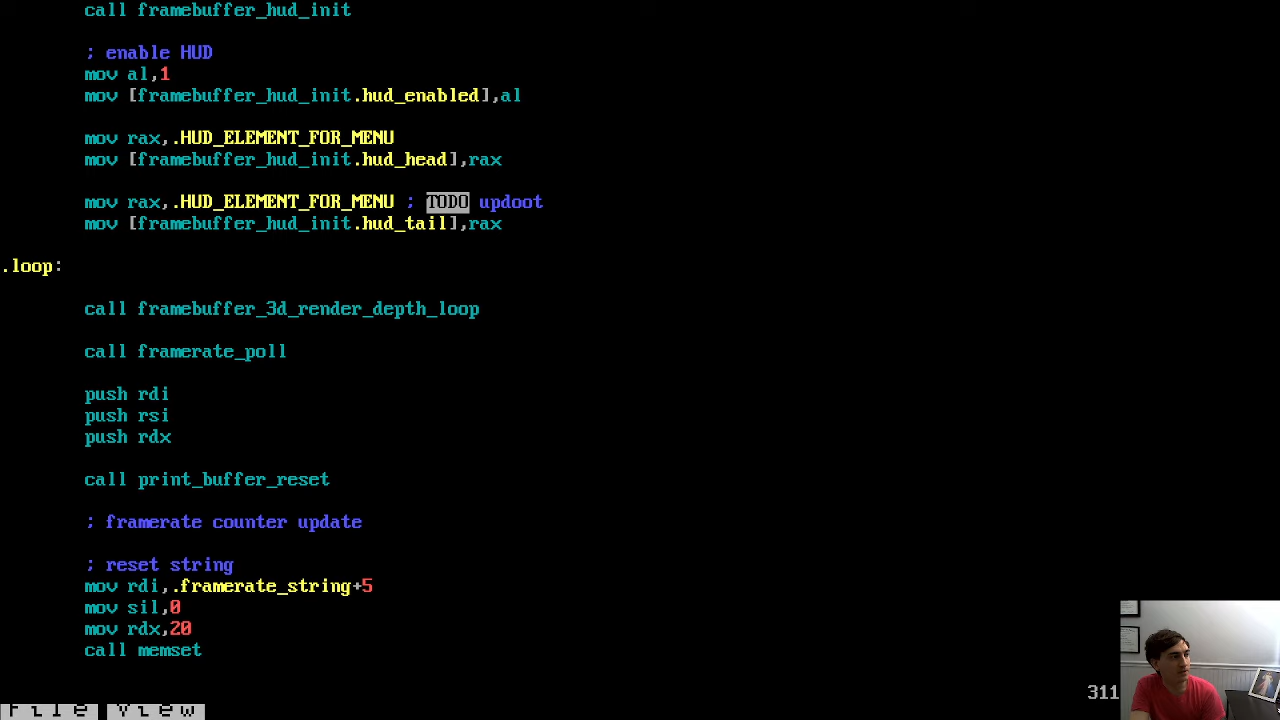 call framebuffer_hud_init
; enable HUD
mov al,1
mov [framebuffer_hud_init.hud_enabled],al
mov rax,.HUD_ELEMENT_FOR_MENU
mov [framebuffer_hud_init.hud_head],rax
mov rax,.HUD_ELEMENT_FOR_MENU ; TODO updoot
mov [framebuffer_hud_init.hud_tail],rax
.loop:
call framebuffer_3d_render_depth_loop
call framerate_poll
push rdi
push rsi
push rdx
call print_buffer_reset
; framerate counter update
; reset string
mov rdi,.framerate_string+5
mov sil,0
mov rdx,20
call memset
311
File View